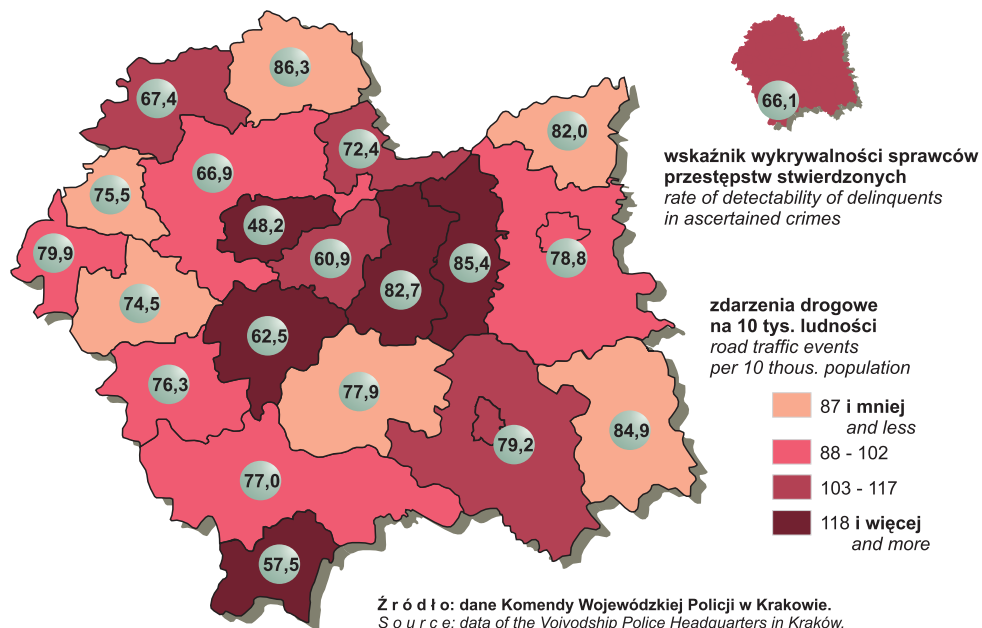 86,3
67,4
66,1
82,0
72,4
wskaźnik wykrywalności sprawców
przestępstw stwierdzonych
rate of detectability of delinquents
in ascertained crimes
66,9
75,5
48,2
79,9
60,9
85,4
78,8
82,7
74,5
zdarzenia drogowe
na 10 tys. ludności
road traffic events
per 10 thous. population
62,5
76,3
77,9
87 i mniej
and less
84,9
79,2
88 - 102
77,0
103 - 117
118 i więcej
and more
57,5
Ź r ó d ł o: dane Komendy Wojewódzkiej Policji w Krakowie.
S o u r c e: data of the Voivodship Police Headquarters in Kraków.